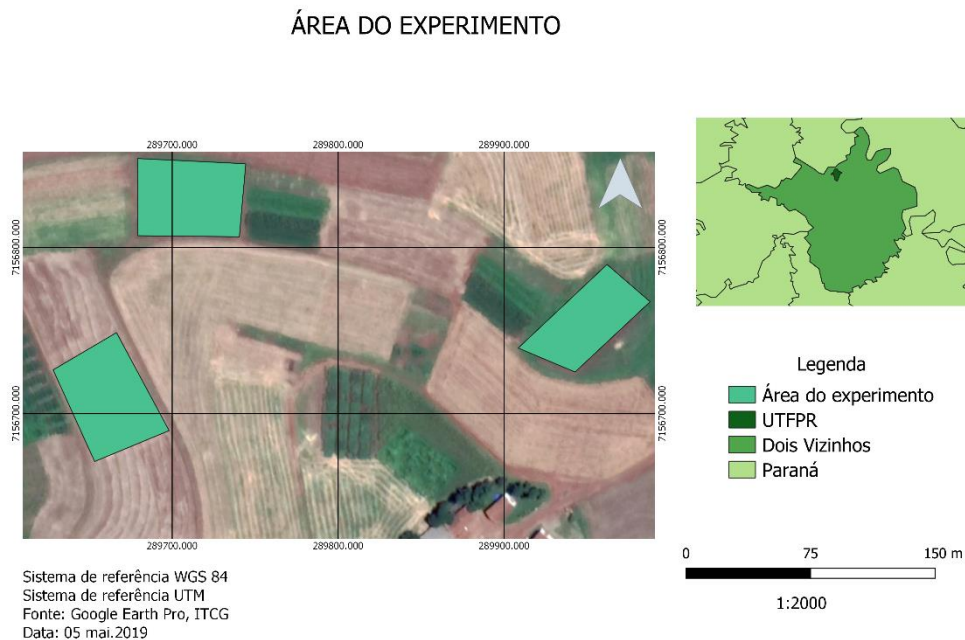 ÁREA DO EXPERIMENTO
289700.000 289800.000 289900.000
7156800.000 7156800.000
7156700.000 7156700.000
289700.000 289800.000 289900.000
Legenda
Área do experimento
UTFPR
Dois Vizinhos
Paraná
0 75 150 m
1:2000
Sistema de referência WGS 84
Sistema de referência UTM
Fonte: Google Earth Pro, ITCG
Data: 05 mai.2019